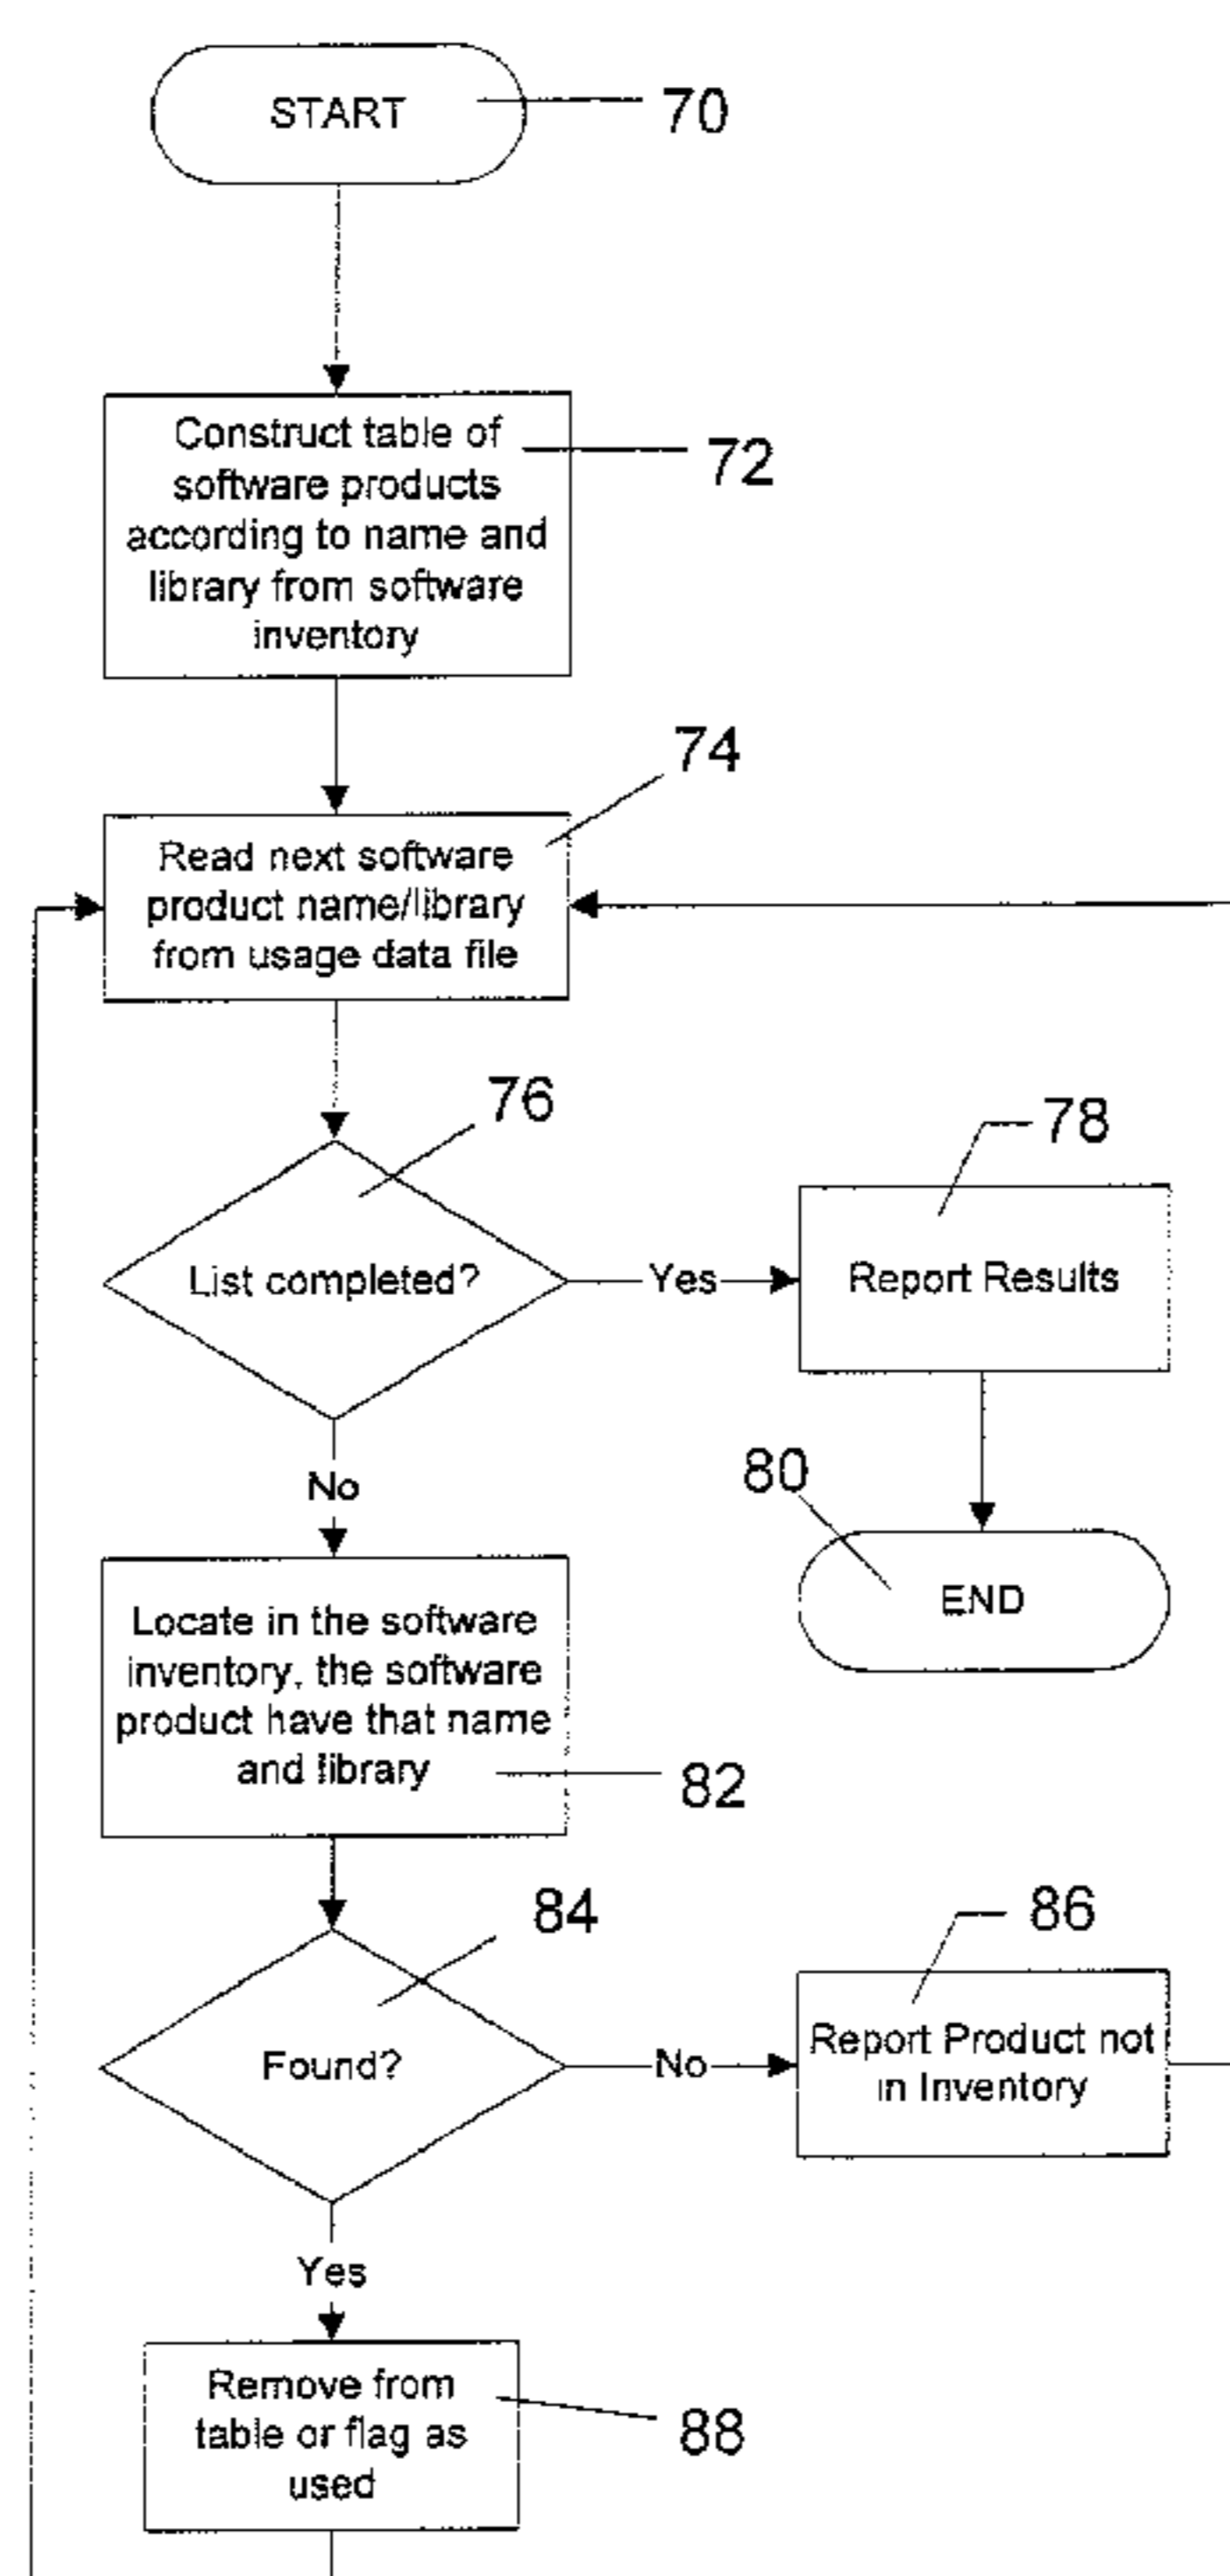 START
70
Construct table of
software products
according to name and
library from software
inventory
72
74
Read next software
product name/library
from usage data file
76
List completed?
Yes
78
Report Results
No
80
END
Locate in the software
inventory, the software
product have that name
and library
82
84
Found?
No
86
Report Product not
in Inventory
Yes
Remove from
table or flag as
used
88